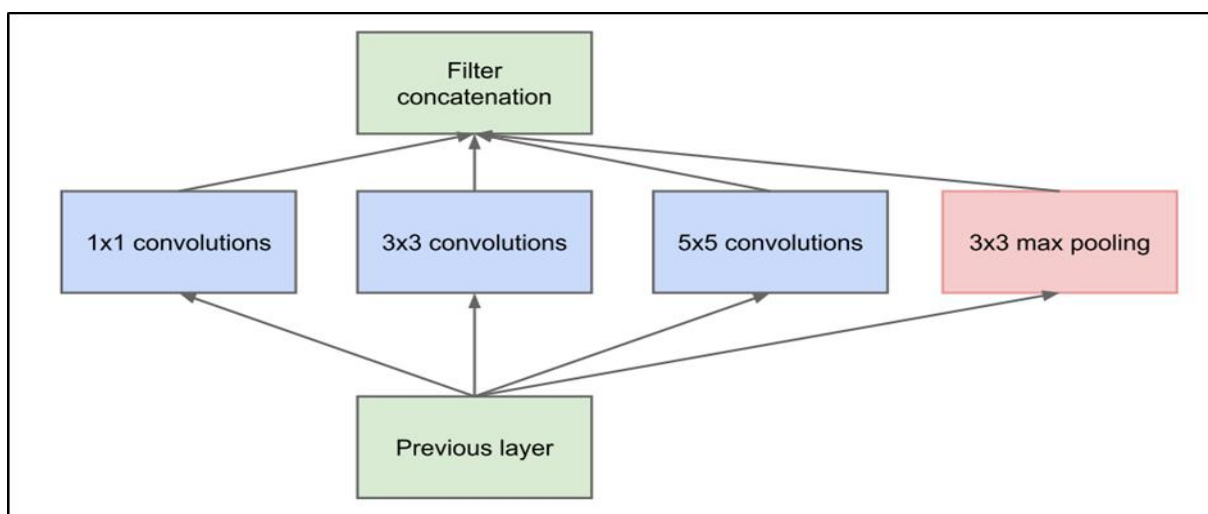 Filter
concatenation
1x1 convolutions
3x3 convolutions
5x5 convolutions
3x3 max pooling
Previous layer